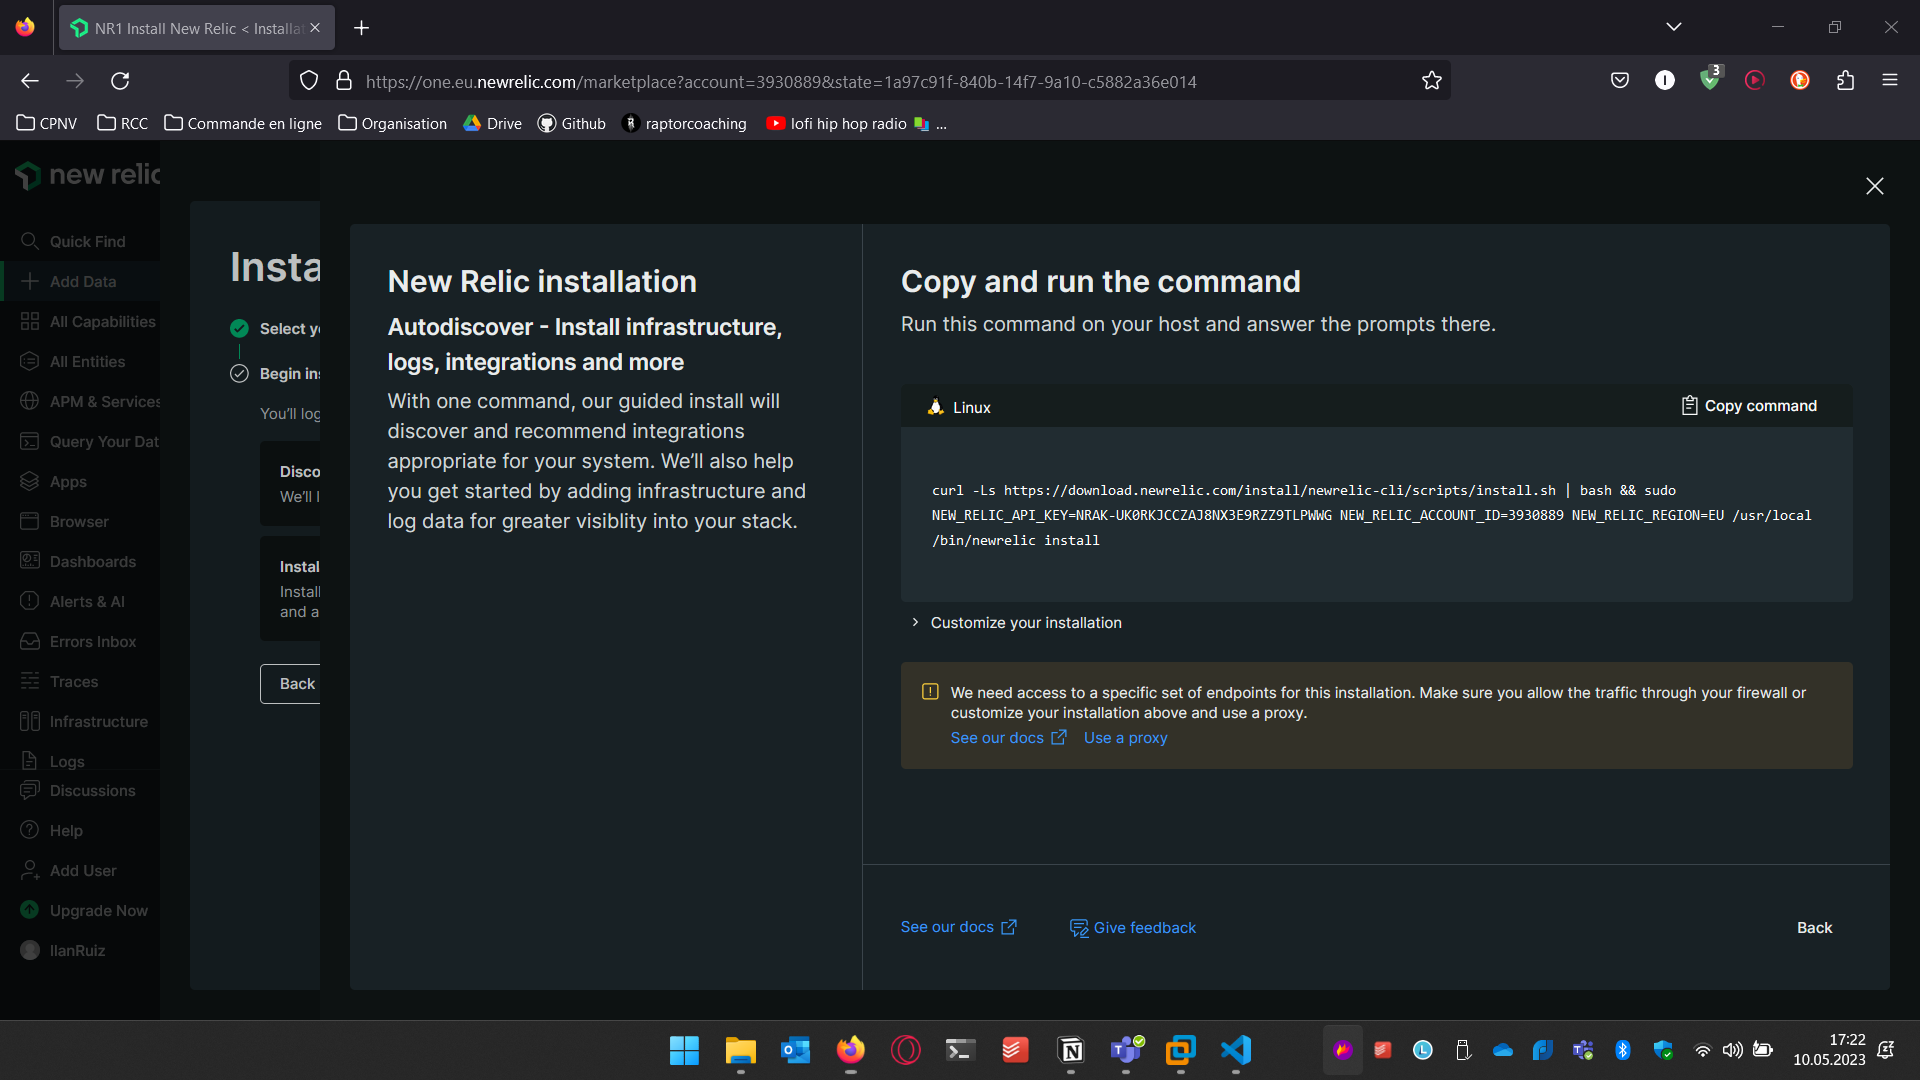 NR1 Install New Relic < Installat
https://one.eu.newrelic.com/marketplace?account=3930889&state=1a97c91f-840b-14f7-9a10-c5882a36e014
3
CPNV RCC Commande en ligne Organisation Drive Github raptorcoaching lofi hip hop radio ...
new relic
Quick Find
Add Data
All Capabilities
All Entities
APM & Services
Query Your Dat
Apps
Browser
Dashboards
Alerts & AI
Errors Inbox
Traces
Infrastructure
Logs
Discussions
Help
Add User
Upgrade Now
IlanRuiz
Insta
Select yo
Begin ins
You'll log
Disco
We'll l
Instal
Install
and a
Back
New Relic installation
Autodiscover - Install infrastructure,
logs, integrations and more
With one command, our guided install will
discover and recommend integrations
appropriate for your system. We'll also help
you get started by adding infrastructure and
log data for greater visiblity into your stack.
Copy and run the command
Run this command on your host and answer the prompts there.
Linux
Copy command
curl -Ls https://download.newrelic.com/install/newrelic-cli/scripts/install.sh | bash && sudo
NEW_RELIC_API_KEY=NRAK-UK0RKJCCZAJ8NX3E9RZZ9TLPWWG NEW_RELIC_ACCOUNT_ID=3930889 NEW_RELIC_REGION=EU /usr/local
/bin/newrelic install
Customize your installation
We need access to a specific set of endpoints for this installation. Make sure you allow the traffic through your firewall or
customize your installation above and use a proxy.
See our docs Use a proxy
See our docs Give feedback
Back
17:22
10.05.2023